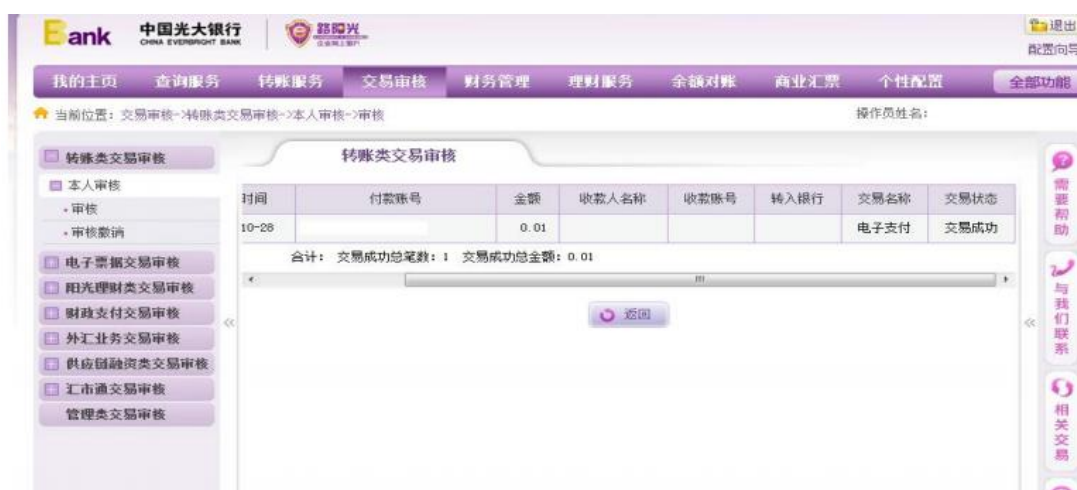 Bank 中国光大银行 CHINA EVERBRIGHT BANK 路阳光 企业网上银行 退出
配置向导
我的主页 查询服务 转账服务 交易审核 财务管理 理财服务 余额对账 商业汇票 个性配置 全部功能
当前位置:交易审核->转账类交易审核->本人审核->审核 操作员姓名:
转账类交易审核
本人审核
审核
审核撤销
电子票据交易审核
阳光理财类交易审核
财政支付交易审核
外汇业务交易审核
供应链融资类交易审核
汇市通交易审核
管理类交易审核
转账类交易审核
时间 付款账号 金额 收款人名称 收款账号 转入银行 交易名称 交易状态
10-28 0.01 电子支付 交易成功
合计: 交易成功总笔数:1 交易成功总金额:0.01
返回
需要帮助
与我们联系
相关交易